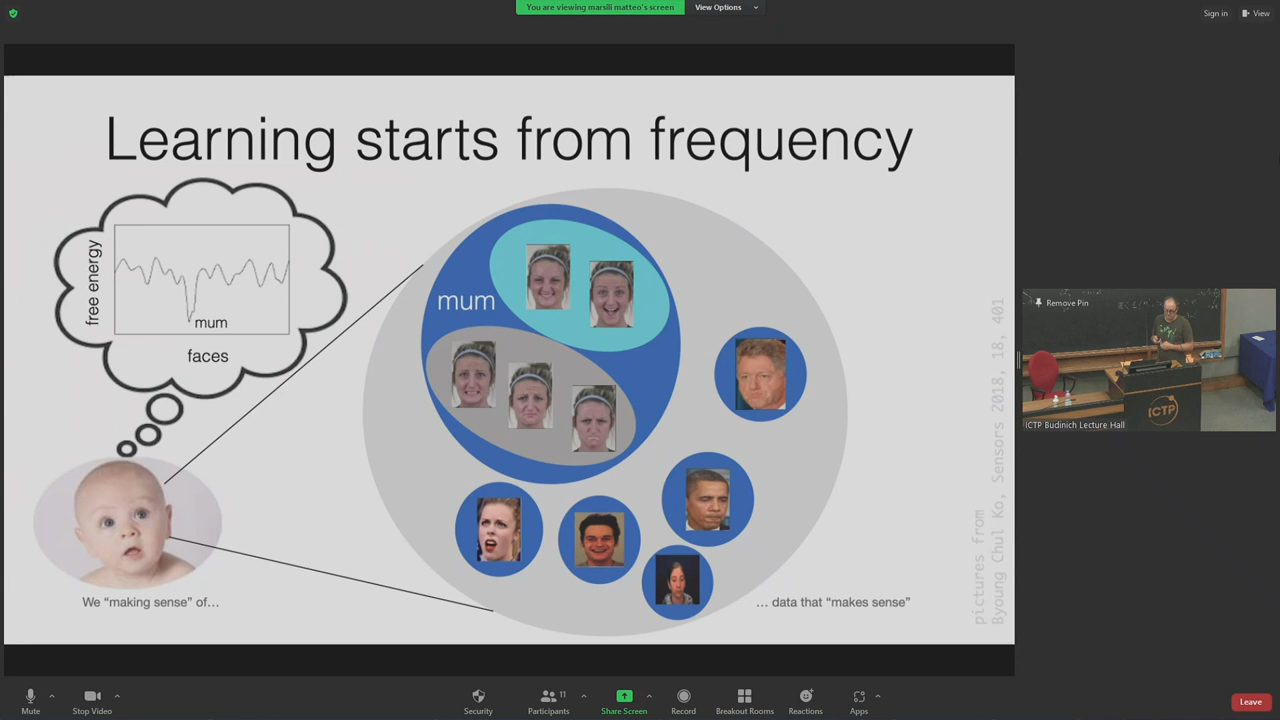 You are viewing marsili matteo's screen
View Options
Sign in
View
Learning starts from frequency
free energy
mum
faces
mum
We “making sense” of…
… data that “makes sense”
pictures from
Byoung Chul Ko, Sensors 2018, 18, 401
Remove Pin
ICTP
ICTP Budinich Lecture Hall
Mute
Stop Video
Security
Participants
11
Share Screen
Record
Breakout Rooms
Reactions
Apps
Leave